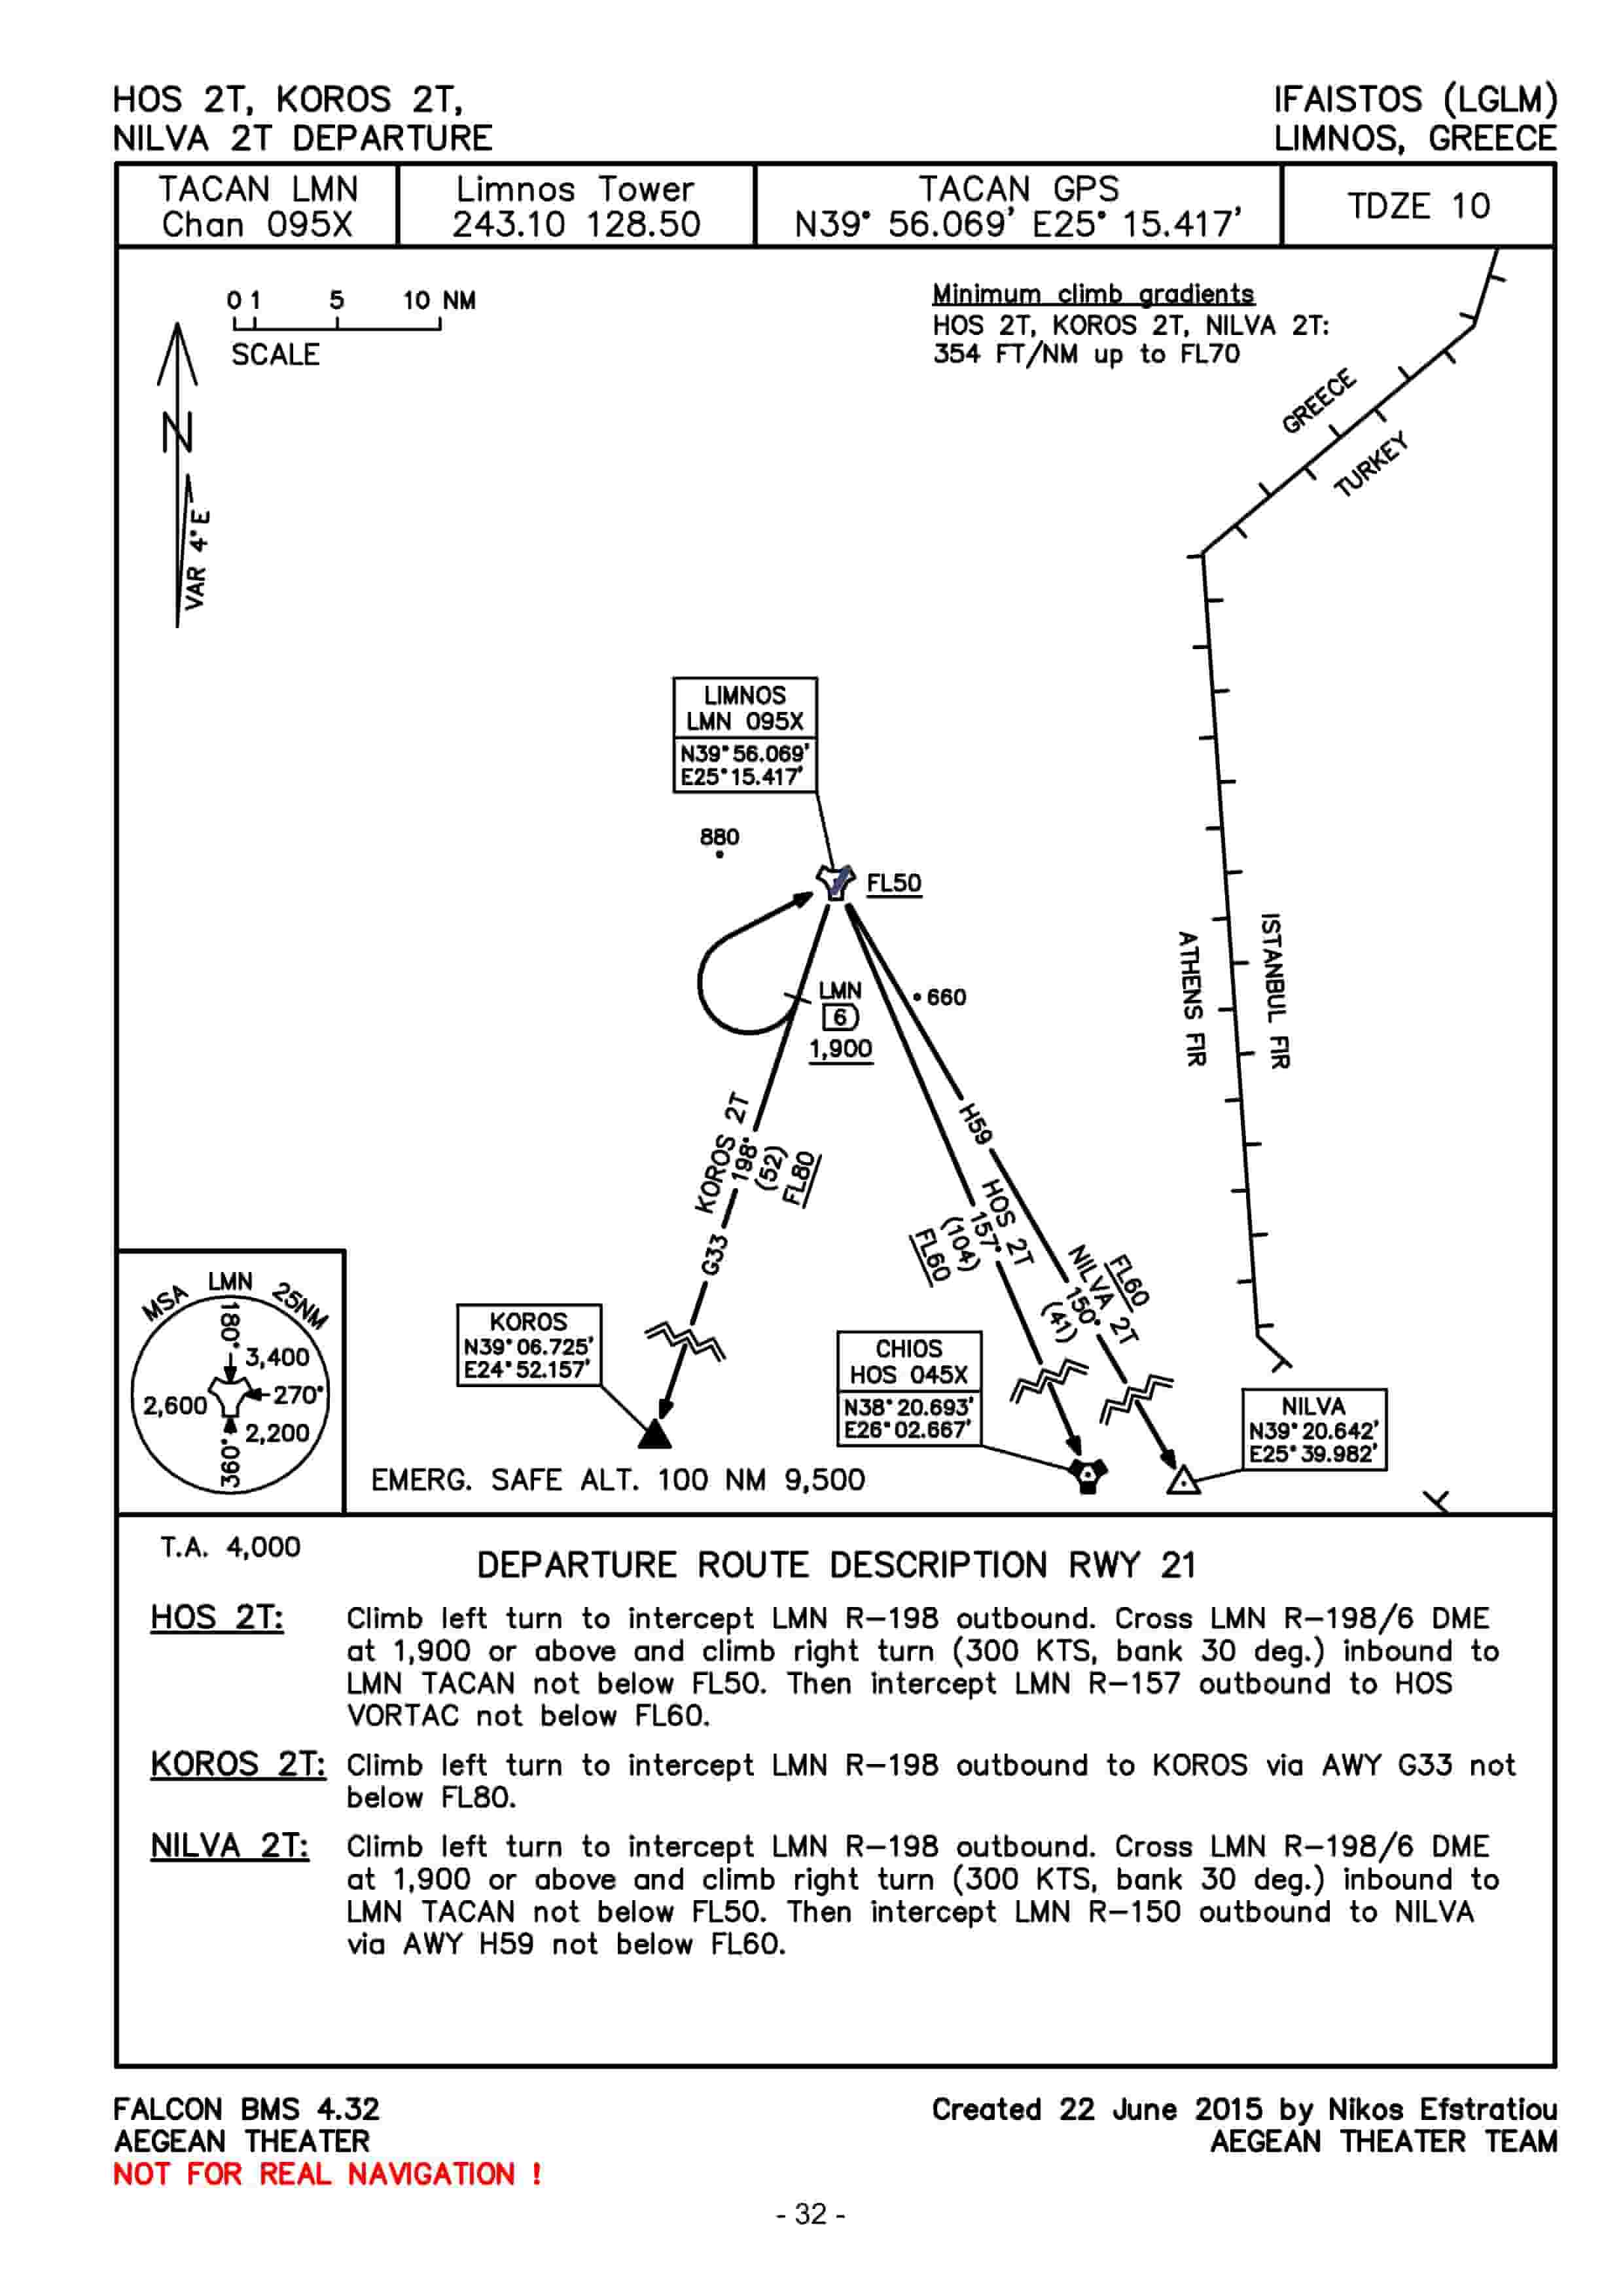 HOS 2T, KOROS 2T,
NILVA 2T DEPARTURE
IFAISTOS (LGLM)
LIMNOS, GREECE
TACAN LMN
Chan 095X
Limnos Tower
243.10 128.50
TACAN GPS
N39° 56.069' E25° 15.417'
TDZE 10
0 1 5 10 NM
SCALE
N
VAR 4°E
Minimum climb gradients
HOS 2T, KOROS 2T, NILVA 2T:
354 FT/NM up to FL70
GREECE
TURKEY
LIMNOS
LMN 095X
N39° 56.069'
E25° 15.417'
880
FL50
LMN
6
1,900
660
ATHENS FIR
ISTANBUL FIR
KOROS 2T
198°
(52)
FL80
G33
H59
HOS 2T
157°
(104)
FL60
NILVA 2T
150°
(41)
FL60
MSA LMN 25NM
180°
3,400
270°
2,600
2,200
360°
KOROS
N39° 06.725'
E24° 52.157'
CHIOS
HOS 045X
N38° 20.693'
E26° 02.667'
NILVA
N39° 20.642'
E25° 39.982'
EMERG. SAFE ALT. 100 NM 9,500
T.A. 4,000
DEPARTURE ROUTE DESCRIPTION RWY 21
HOS 2T: Climb left turn to intercept LMN R-198 outbound. Cross LMN R-198/6 DME
at 1,900 or above and climb right turn (300 KTS, bank 30 deg.) inbound to
LMN TACAN not below FL50. Then intercept LMN R-157 outbound to HOS
VORTAC not below FL60.
KOROS 2T: Climb left turn to intercept LMN R-198 outbound to KOROS via AWY G33 not
below FL80.
NILVA 2T: Climb left turn to intercept LMN R-198 outbound. Cross LMN R-198/6 DME
at 1,900 or above and climb right turn (300 KTS, bank 30 deg.) inbound to
LMN TACAN not below FL50. Then intercept LMN R-150 outbound to NILVA
via AWY H59 not below FL60.
FALCON BMS 4.32
AEGEAN THEATER
NOT FOR REAL NAVIGATION !
Created 22 June 2015 by Nikos Efstratiou
AEGEAN THEATER TEAM
- 32 -